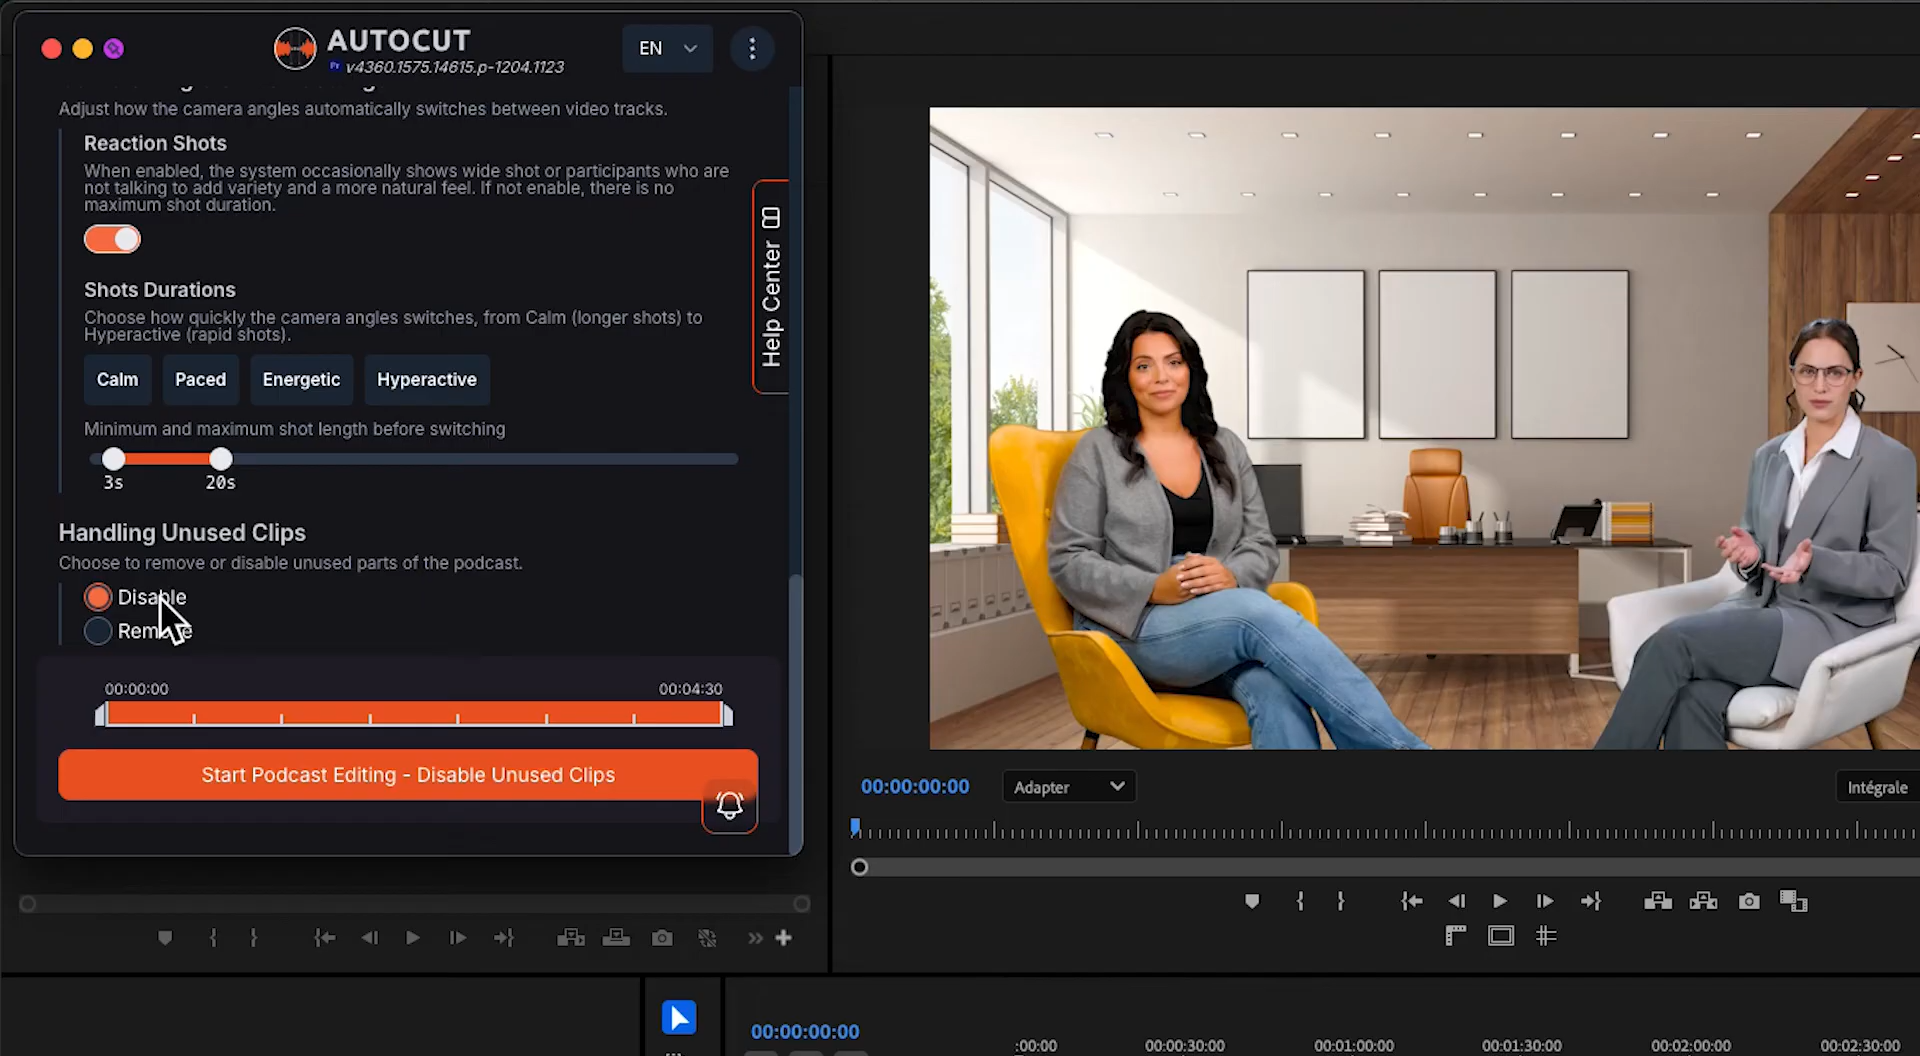 AUTOCUT
Pr v4360.1575.14615.p-1204.1123
EN
Adjust how the camera angles automatically switches between video tracks.
Reaction Shots
When enabled, the system occasionally shows wide shot or participants who are
not talking to add variety and a more natural feel. If not enable, there is no
maximum shot duration.
Help Center
Shots Durations
Choose how quickly the camera angles switches, from Calm (longer shots) to
Hyperactive (rapid shots).
Calm
Paced
Energetic
Hyperactive
Minimum and maximum shot length before switching
3s
20s
Handling Unused Clips
Choose to remove or disable unused parts of the podcast.
Disable
00:00:00
00:04:30
Start Podcast Editing - Disable Unused Clips
00:00:00:00
Adapter
Intégrale
00:00:00:00
:00:00
00:00:30:00
00:01:00:00
00:01:30:00
00:02:00:00
00:02:30:00